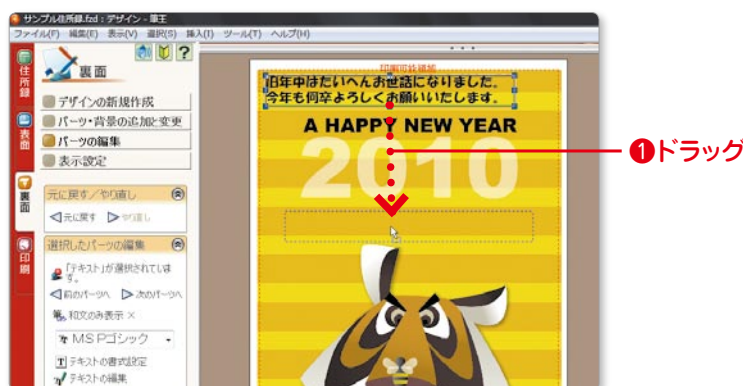 サンプル住所録.fzd : デザイン - 筆王
ファイル(F) 編集(E) 表示(V) 選択(S) 挿入(I) ツール(T) ヘルプ(H)
住所録
表面
裏面
印刷
裏面
?
デザインの新規作成
パーツ・背景の追加と変更
パーツの編集
表示設定
元に戻す/やり直し
元に戻す やり直し
選択したパーツの編集
「テキスト」が選択されています。
前のパーツへ 次のパーツへ
和文のみ表示 ×
MS Pゴシック
テキストの書式設定
テキストの編集
印刷可能領域
旧年中はたいへんお世話になりました。
今年も何卒よろしくお願いいたします。
A HAPPY NEW YEAR
2010
❶ドラッグ